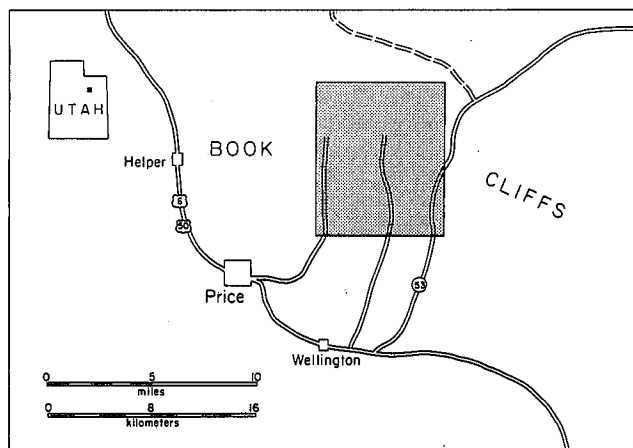 UTAH
BOOK
Helper
CLIFFS
6
50
Price
53
Wellington
0 5 10
miles
0 8 16
kilometers